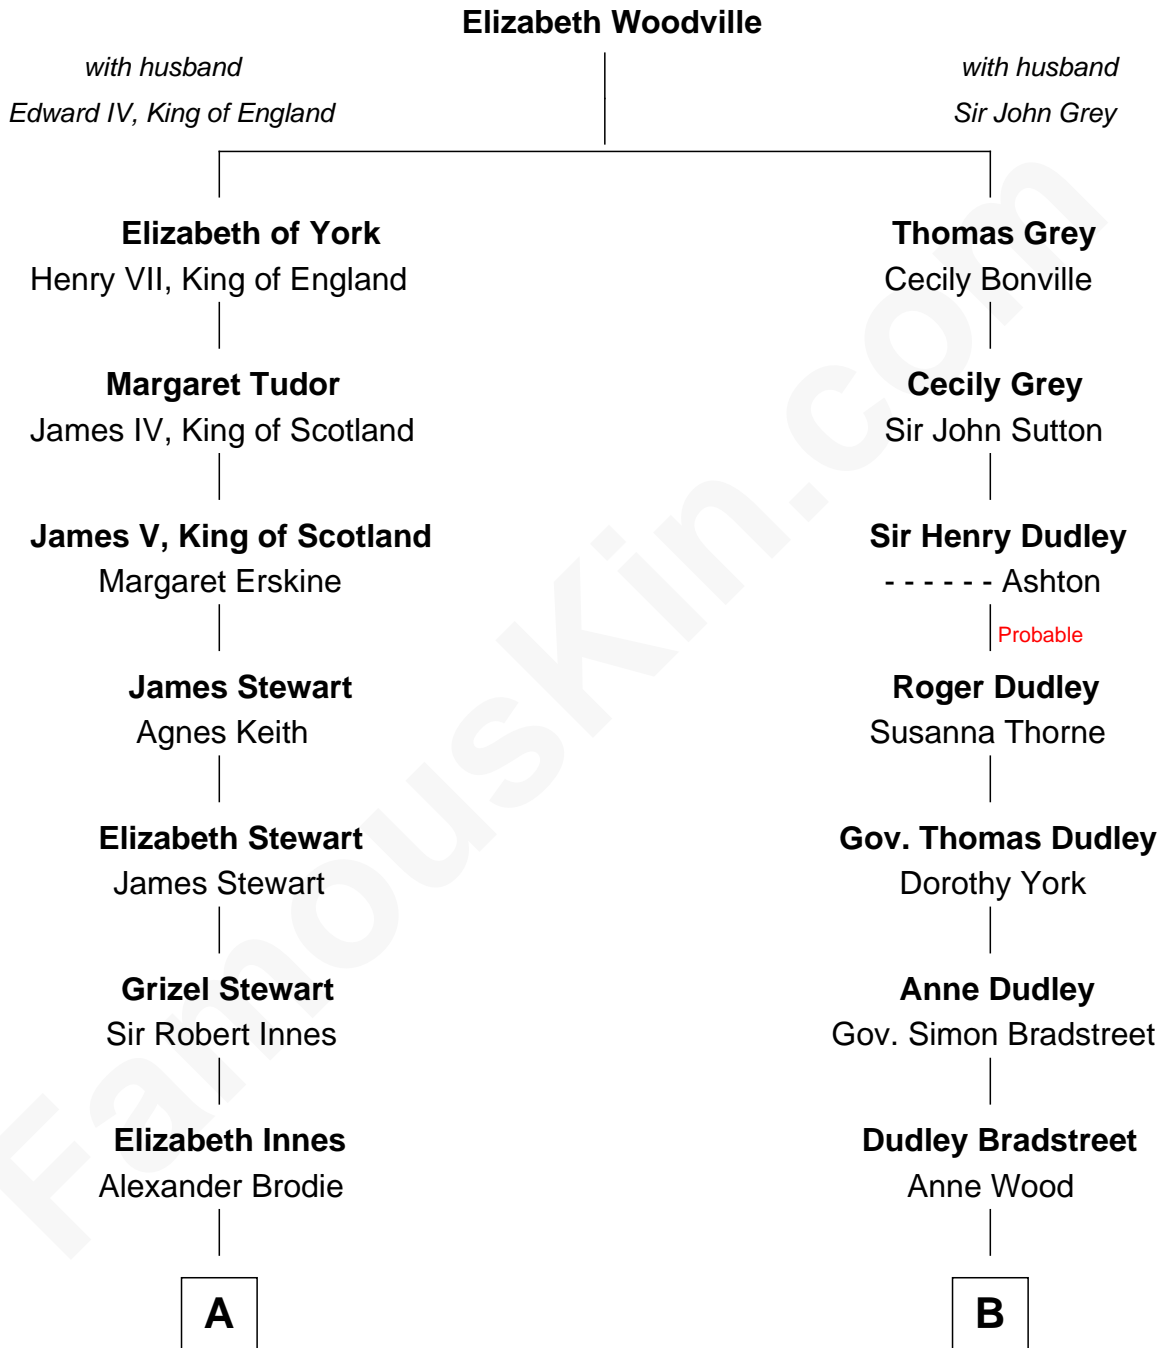 Elizabeth Woodville
with husband
Edward IV, King of England
with husband
Sir John Grey
Elizabeth of York
Henry VII, King of England
Thomas Grey
Cecily Bonville
Margaret Tudor
James IV, King of Scotland
Cecily Grey
Sir John Sutton
James V, King of Scotland
Margaret Erskine
Sir Henry Dudley
- - - - - - Ashton
Probable
James Stewart
Agnes Keith
Roger Dudley
Susanna Thorne
Elizabeth Stewart
James Stewart
Gov. Thomas Dudley
Dorothy York
Grizel Stewart
Sir Robert Innes
Anne Dudley
Gov. Simon Bradstreet
Elizabeth Innes
Alexander Brodie
Dudley Bradstreet
Anne Wood
A
B
FamousKin.com